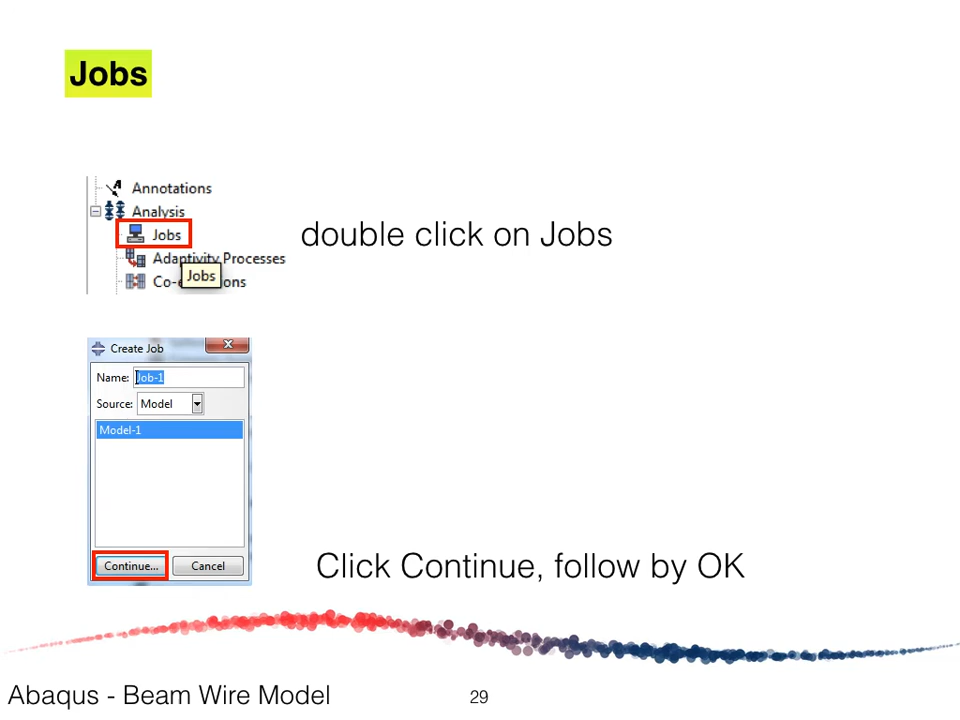 Jobs
Annotations
Analysis
Jobs
double click on Jobs
Adaptivity Processes
Jobs
Create Job
Name: Job-1
Source: Model
Model-1
Continue... Cancel
Click Continue, follow by OK
Abaqus - Beam Wire Model
29